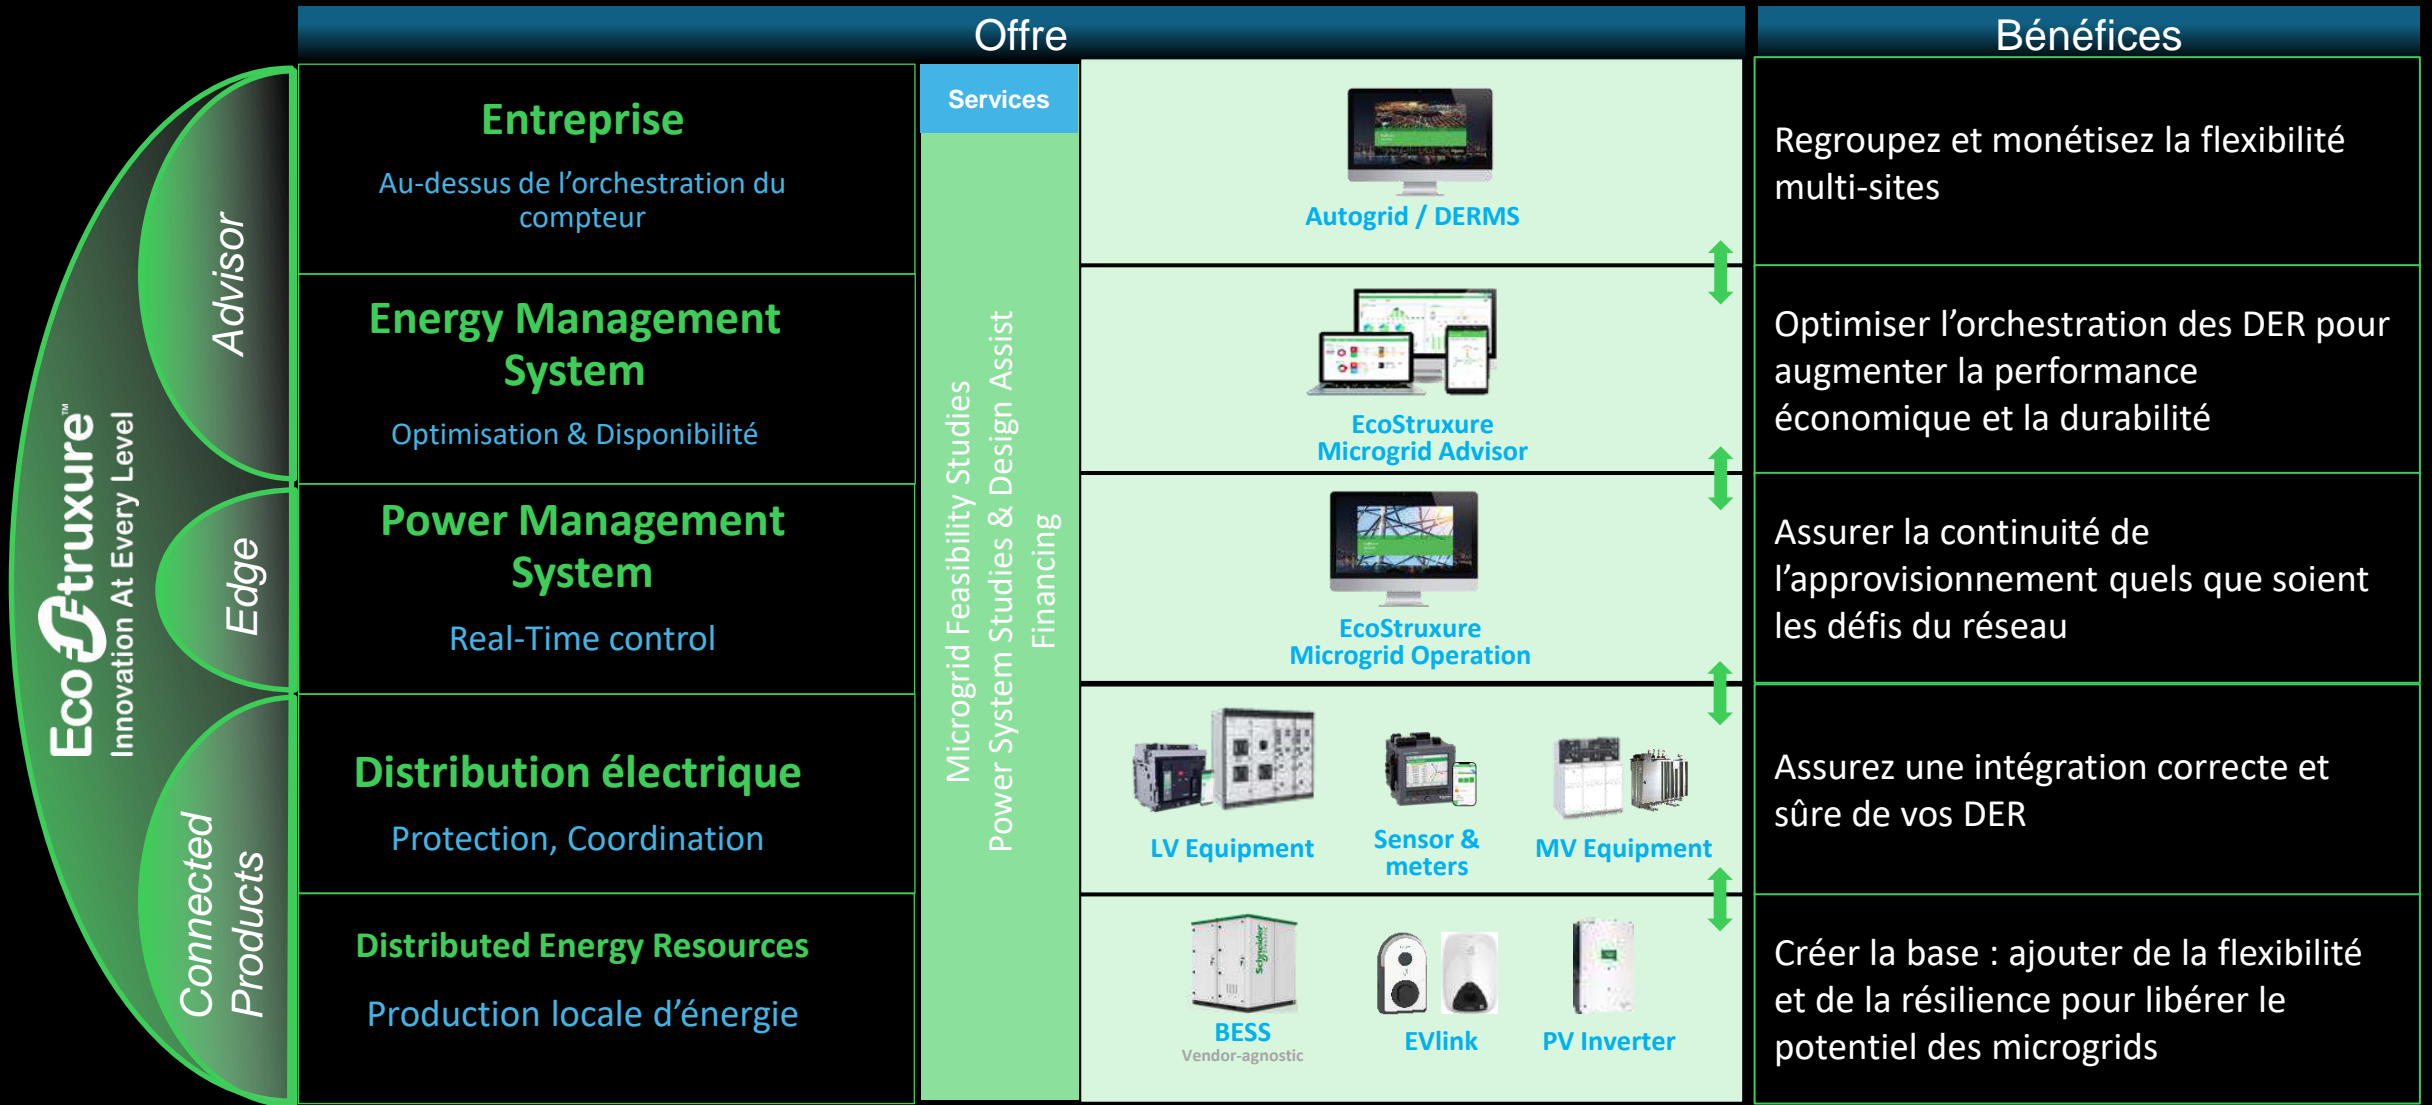 Offre
Bénéfices
EcoStruxure™
Innovation At Every Level
Advisor
Edge
Connected
Products
Entreprise
Au-dessus de l’orchestration du
compteur
Energy Management
System
Optimisation & Disponibilité
Power Management
System
Real-Time control
Distribution électrique
Protection, Coordination
Distributed Energy Resources
Production locale d’énergie
Services
Microgrid Feasibility Studies
Power System Studies & Design Assist
Financing
Autogrid / DERMS
EcoStruxure
Microgrid Advisor
EcoStruxure
Microgrid Operation
LV Equipment
Sensor &
meters
MV Equipment
Schneider
Electric
BESS
Vendor-agnostic
EVlink
PV Inverter
Regroupez et monétisez la flexibilité
multi-sites
Optimiser l’orchestration des DER pour
augmenter la performance
économique et la durabilité
Assurer la continuité de
l’approvisionnement quels que soient
les défis du réseau
Assurez une intégration correcte et
sûre de vos DER
Créer la base : ajouter de la flexibilité
et de la résilience pour libérer le
potentiel des microgrids